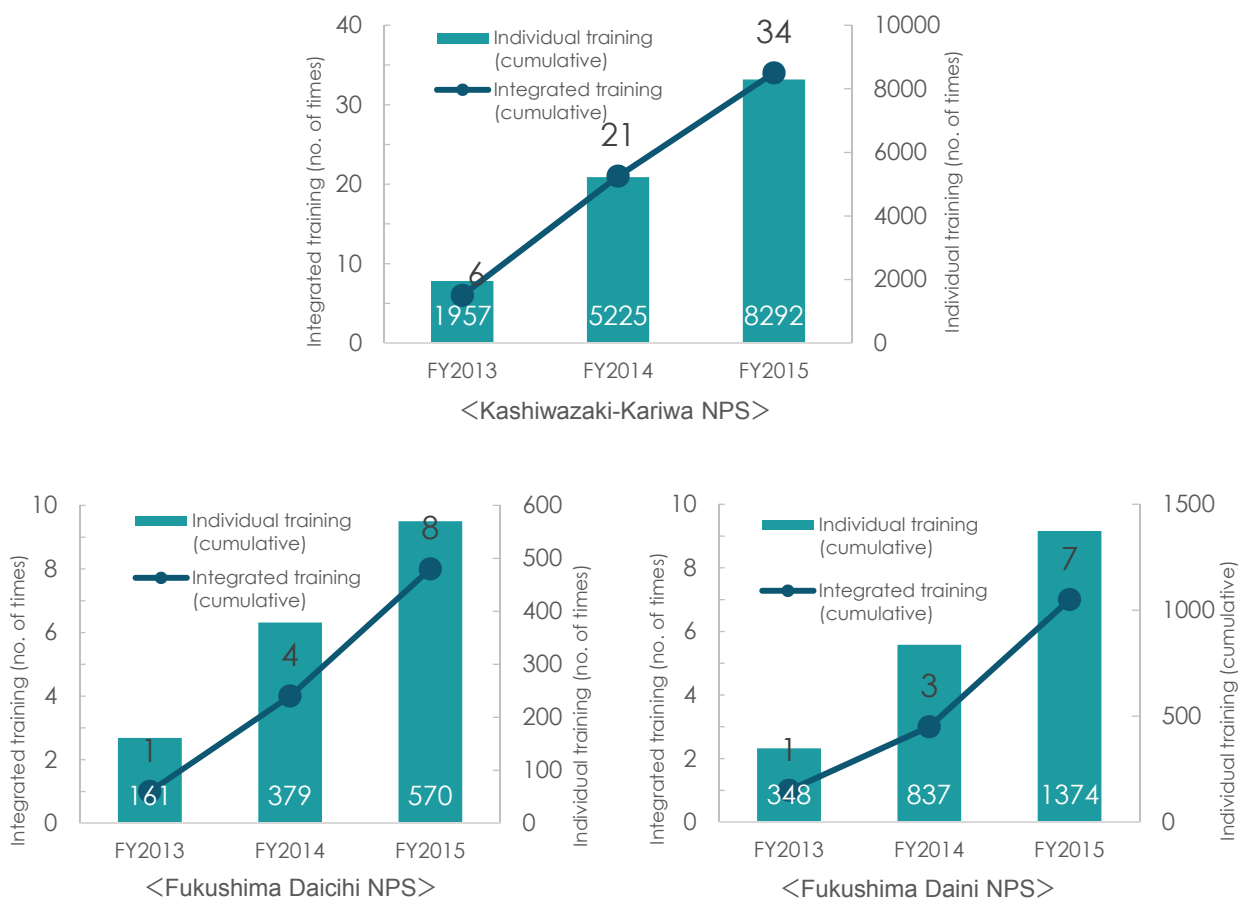 40
30
20
10
0
Integrated training (no. of times)
Individual training
(cumulative)
Integrated training
(cumulative)
6
21
34
1957
5225
8292
10000
8000
6000
4000
2000
0
Individual training (no. of times)
FY2013
FY2014
FY2015
<Kashiwazaki-Kariwa NPS>
10
8
6
4
2
0
Integrated training (no. of times)
Individual training
(cumulative)
Integrated training
(cumulative)
1
4
8
161
379
570
600
500
400
300
200
100
0
Individual training (no. of times)
FY2013
FY2014
FY2015
<Fukushima Daicihi NPS>
10
8
6
4
2
0
Integrated training (no. of times)
Individual training
(cumulative)
Integrated training
(cumulative)
1
3
7
348
837
1374
1500
1000
500
0
Individual training (cumulative)
FY2013
FY2014
FY2015
<Fukushima Daini NPS>